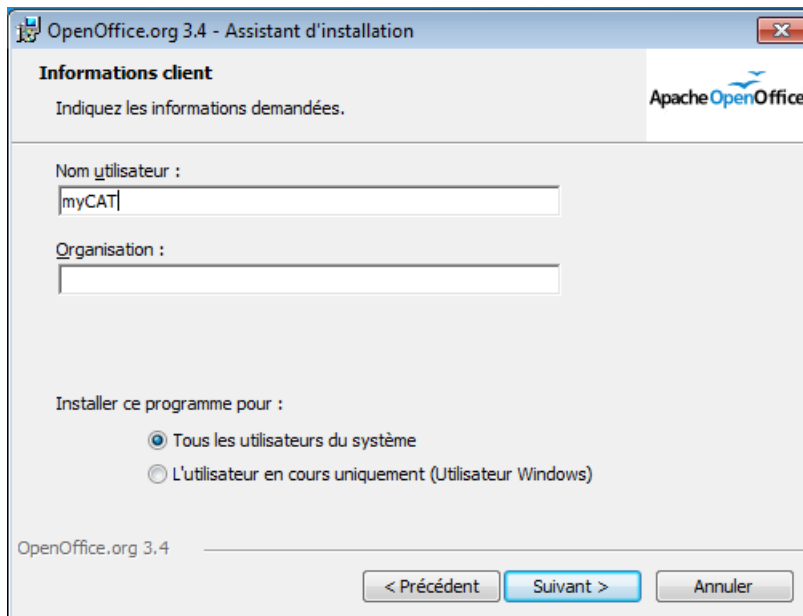 OpenOffice.org 3.4 - Assistant d'installation
Informations client
Indiquez les informations demandées.
Apache OpenOffice
Nom utilisateur :
myCAT
Organisation :
Installer ce programme pour :
Tous les utilisateurs du système
L'utilisateur en cours uniquement (Utilisateur Windows)
OpenOffice.org 3.4
< Précédent Suivant > Annuler